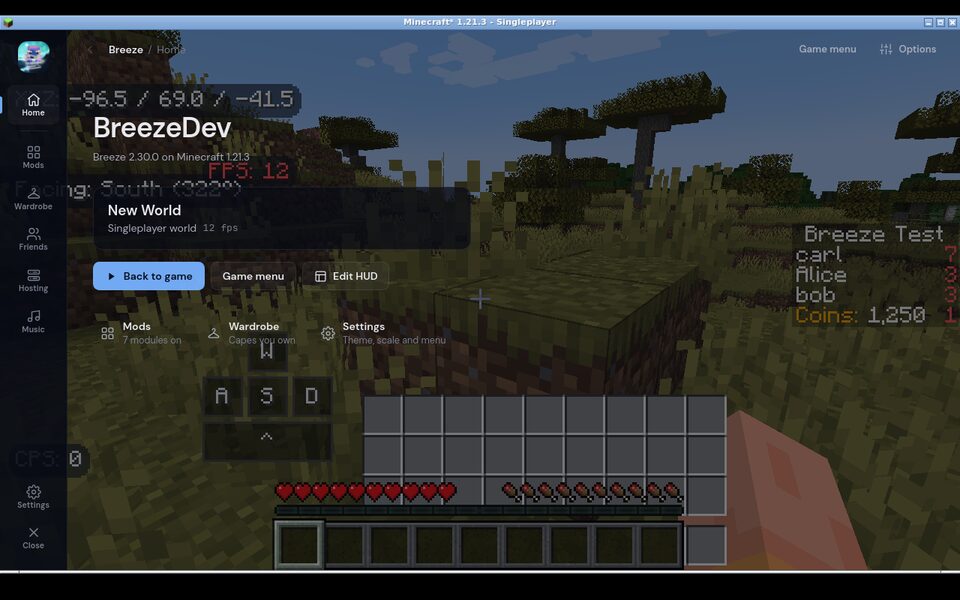 Minecraft* 1.21.3 - Singleplayer
Breeze / Home
Game menu
Options
-96.5 / 69.0 / -41.5
Home
BreezeDev
Breeze 2.30.0 on Minecraft 1.21.3
FPS: 12
Mods
Facing: South (322°)
Wardrobe
New World
Singleplayer world 12 fps
Friends
Breeze Test
carl 7
Alice 3
bob 3
Coins: 1,250 1
Back to game
Game menu
Edit HUD
Hosting
Music
Mods
7 modules on
Wardrobe
Capes you own
Settings
Theme, scale and menu
W
A S D
^
CPS: 0
Settings
Close